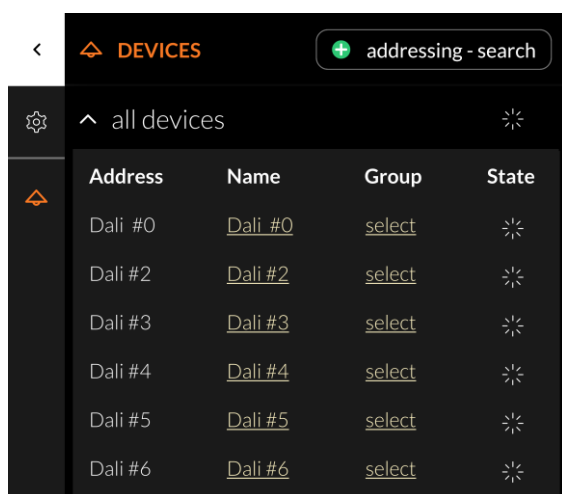 DEVICES addressing - search
all devices
Address Name Group State
Dali #0 Dali #0 select
Dali #2 Dali #2 select
Dali #3 Dali #3 select
Dali #4 Dali #4 select
Dali #5 Dali #5 select
Dali #6 Dali #6 select